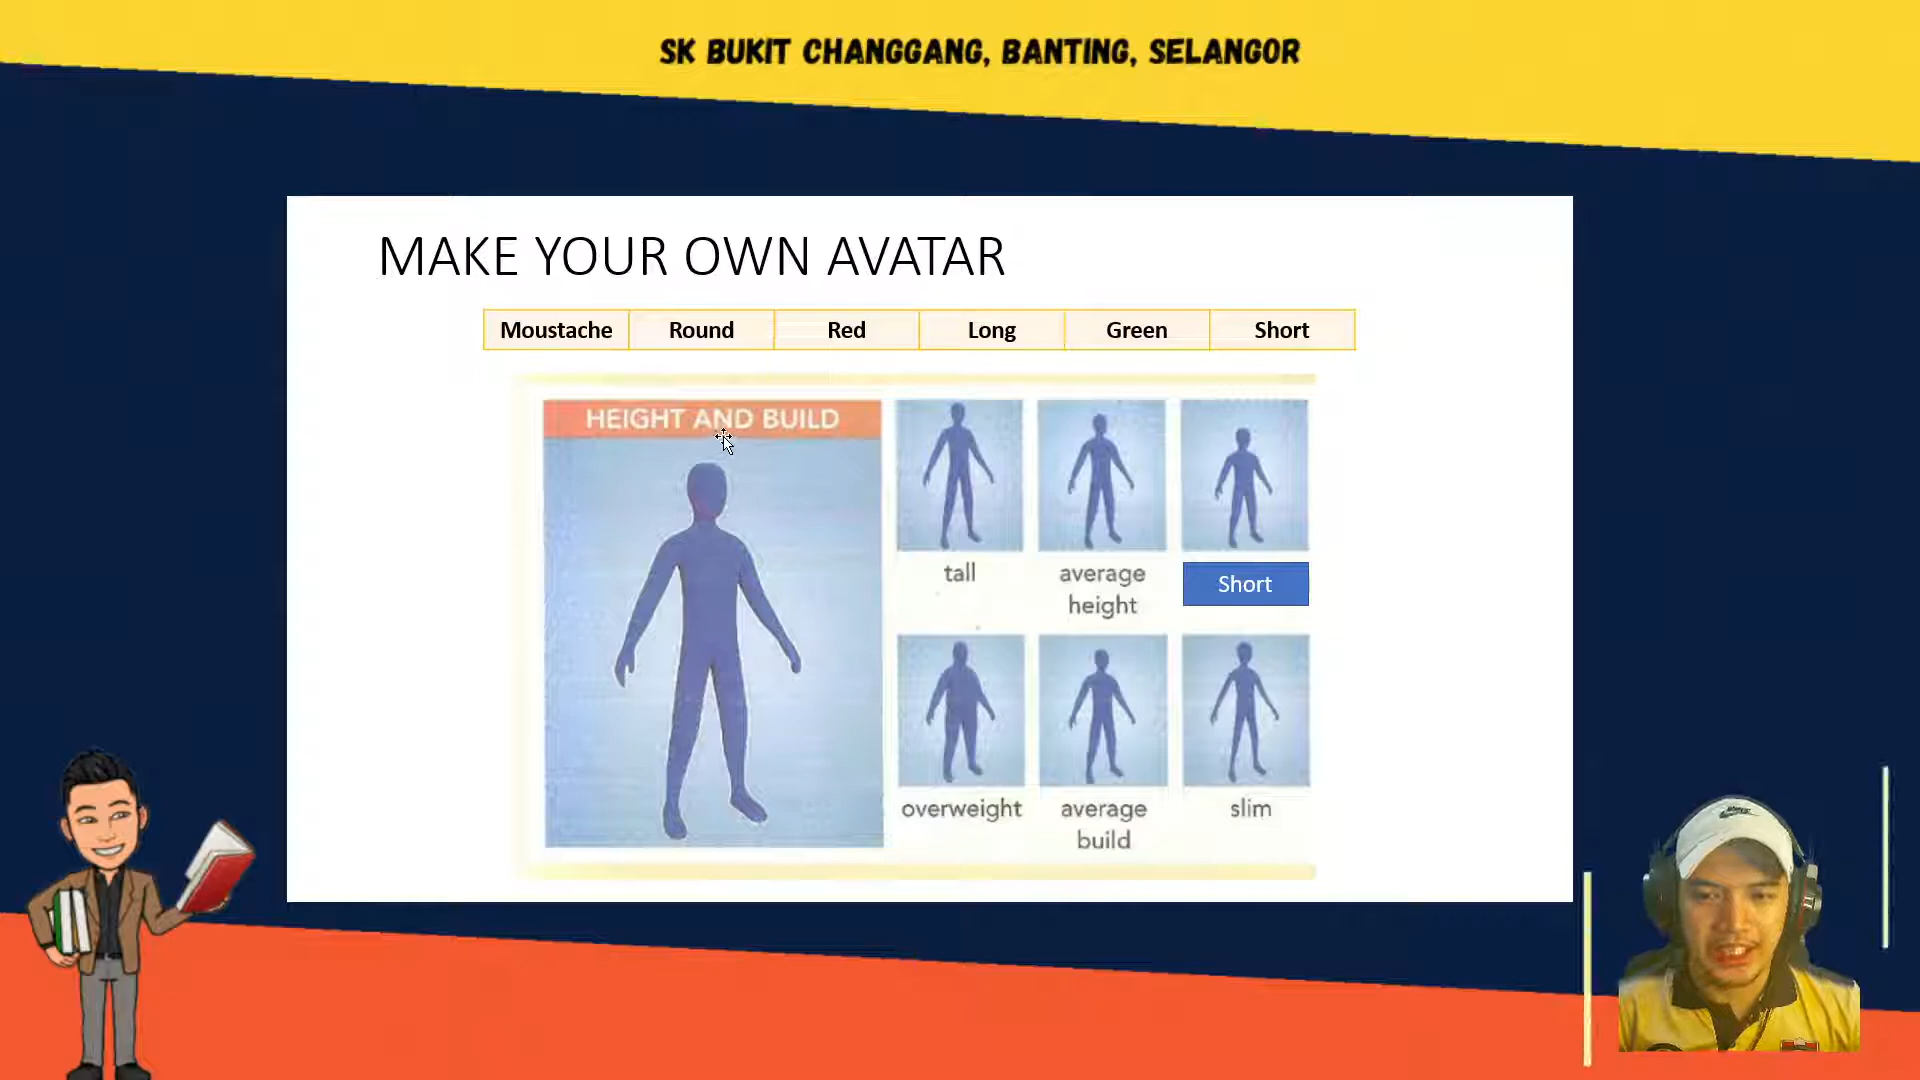 SK BUKIT CHANGGANG, BANTING, SELANGOR
MAKE YOUR OWN AVATAR
Moustache Round Red Long Green Short
HEIGHT AND BUILD
tall
average
height
Short
overweight
average
build
slim